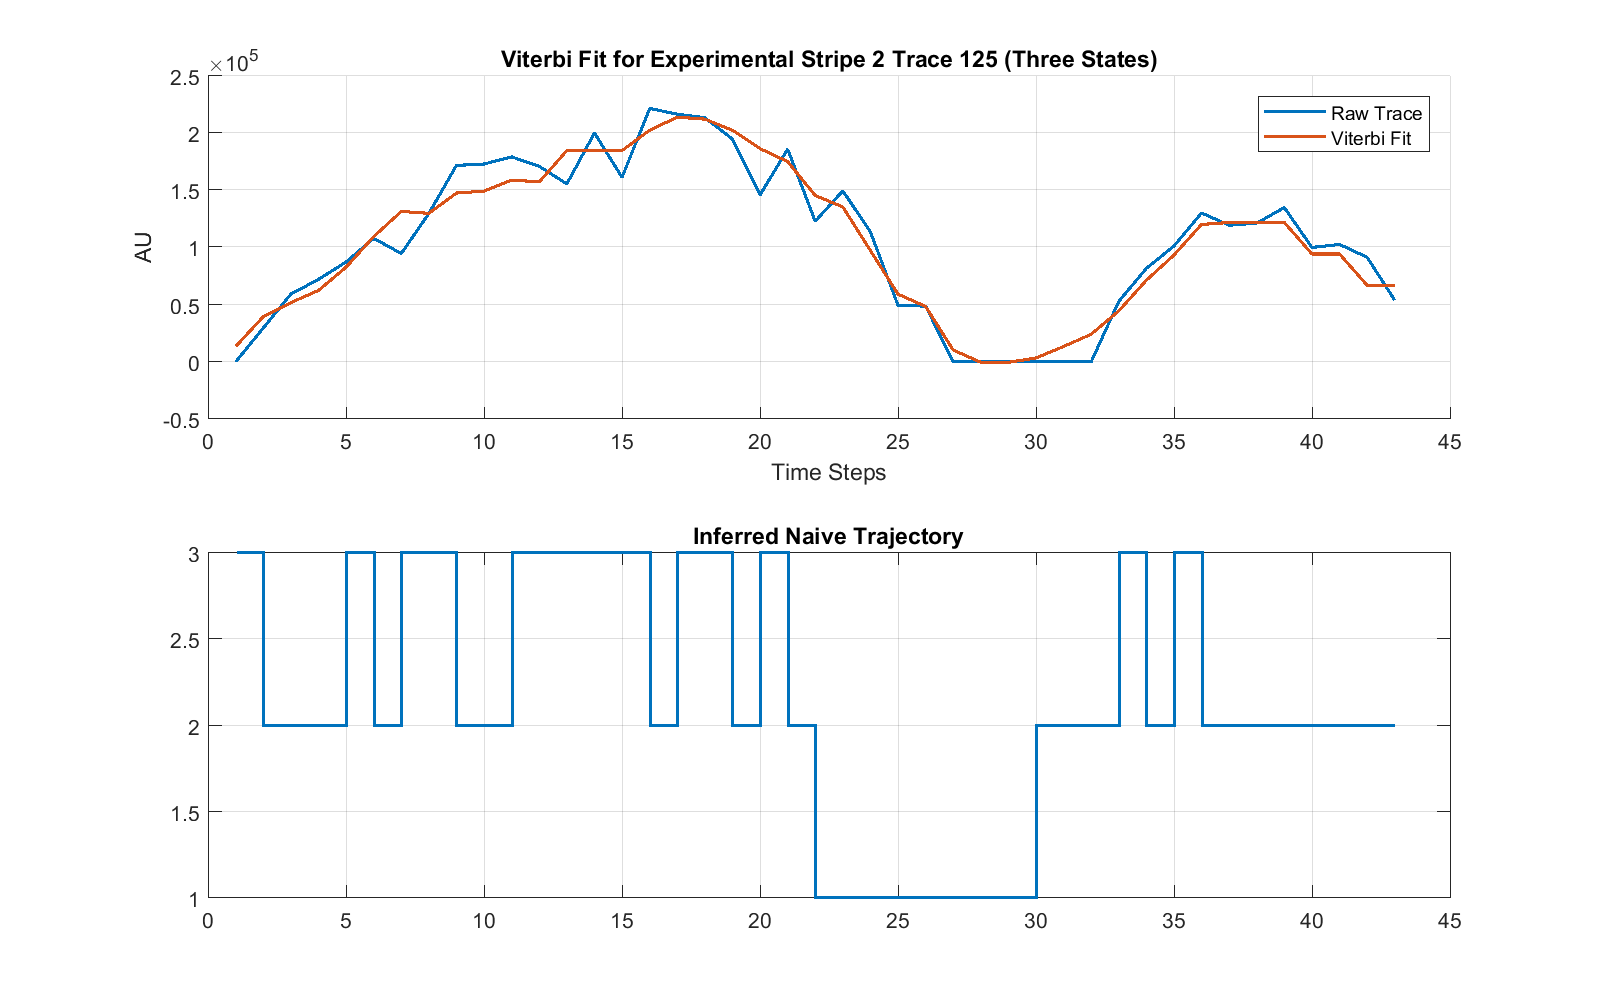 Viterbi Fit for Experimental Stripe 2 Trace 125 (Three States)
×10^5
2.5
2
1.5
1
0.5
0
-0.5
AU
Raw Trace
Viterbi Fit
0 5 10 15 20 25 30 35 40 45
Time Steps
Inferred Naive Trajectory
3
2.5
2
1.5
1
0 5 10 15 20 25 30 35 40 45